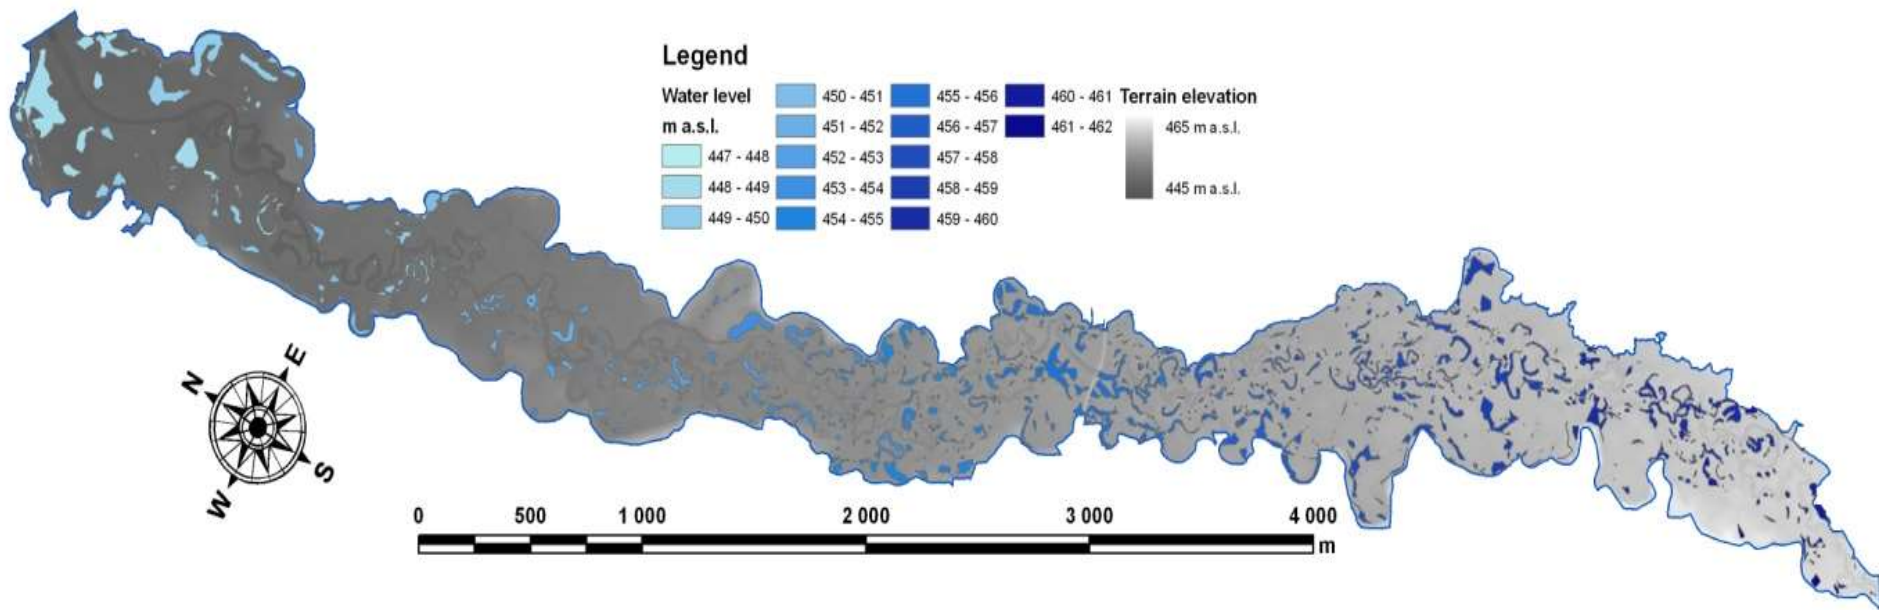 Legend
Water level
m a.s.l.
447 - 448
448 - 449
449 - 450
450 - 451
451 - 452
452 - 453
453 - 454
454 - 455
455 - 456
456 - 457
457 - 458
458 - 459
459 - 460
460 - 461
461 - 462
Terrain elevation
465 m a.s.l.
445 m a.s.l.
N
E
W
S
0 500 1 000 2 000 3 000 4 000
m